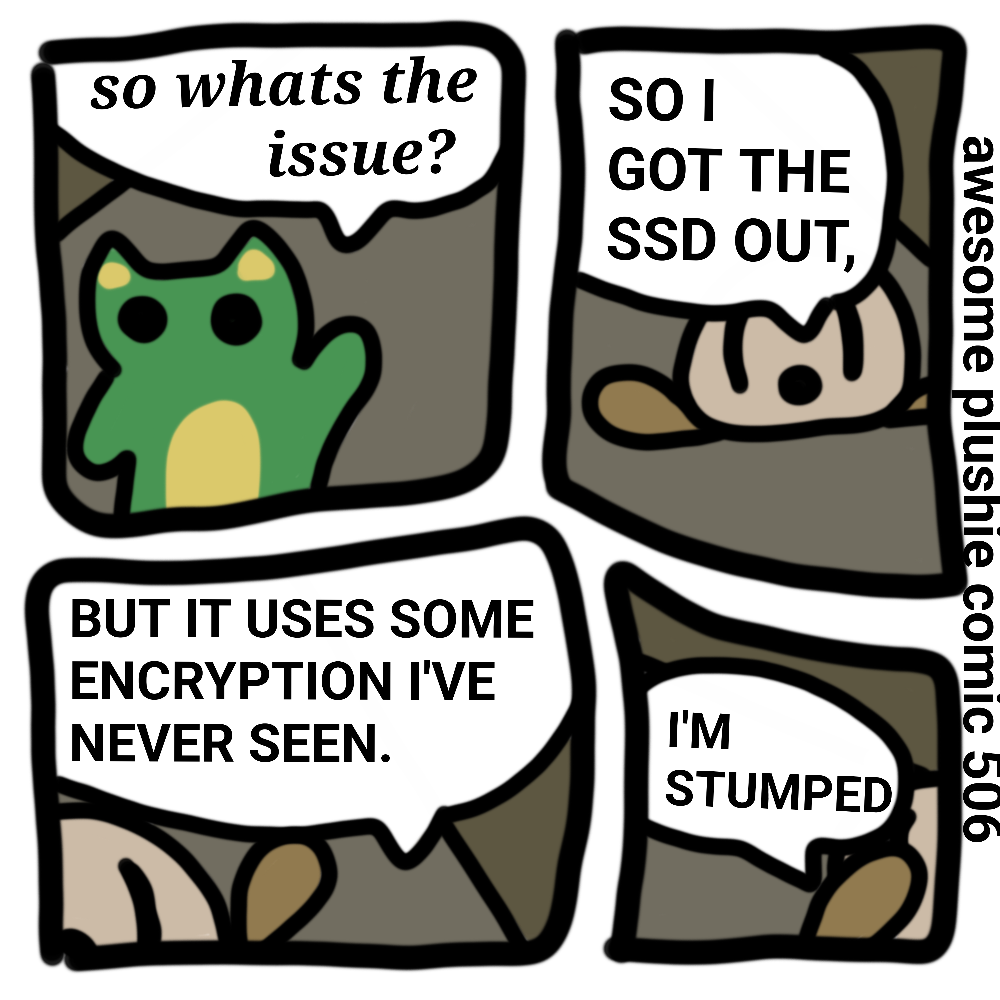 so whats the
issue?
SO I
GOT THE
SSD OUT,
BUT IT USES SOME
ENCRYPTION I'VE
NEVER SEEN.
I'M
STUMPED
awesome plushie comic 506